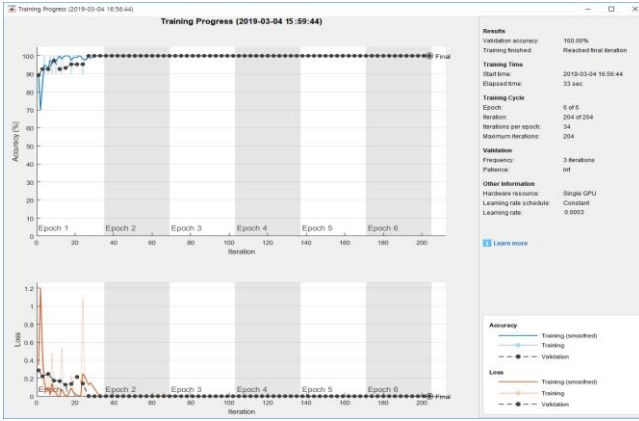 Training Progress (2019-03-04 16:56:44)
Training Progress (2019-03-04 15:59:44)
Accuracy (%)
100
90
80
70
60
50
40
30
20
10
0
Final
Epoch 1 Epoch 2 Epoch 3 Epoch 4 Epoch 5 Epoch 6
0 20 40 60 80 100 120 140 160 180 200
Iteration
Loss
1.2
1
0.8
0.6
0.4
0.2
0
Final
Epoch 1 Epoch 2 Epoch 3 Epoch 4 Epoch 5 Epoch 6
0 20 40 60 80 100 120 140 160 180 200
Iteration
Results
Validation accuracy: 100.00%
Training finished: Reached final iteration
Training Time
Start time: 2019-03-04 16:56:44
Elapsed time: 33 sec
Training Cycle
Epoch: 6 of 6
Iteration: 204 of 204
Iterations per epoch: 34
Maximum iterations: 204
Validation
Frequency: 3 iterations
Patience: Inf
Other Information
Hardware resource: Single GPU
Learning rate schedule: Constant
Learning rate: 0.0003
Learn more
Accuracy
Training (smoothed)
Training
Validation
Loss
Training (smoothed)
Training
Validation